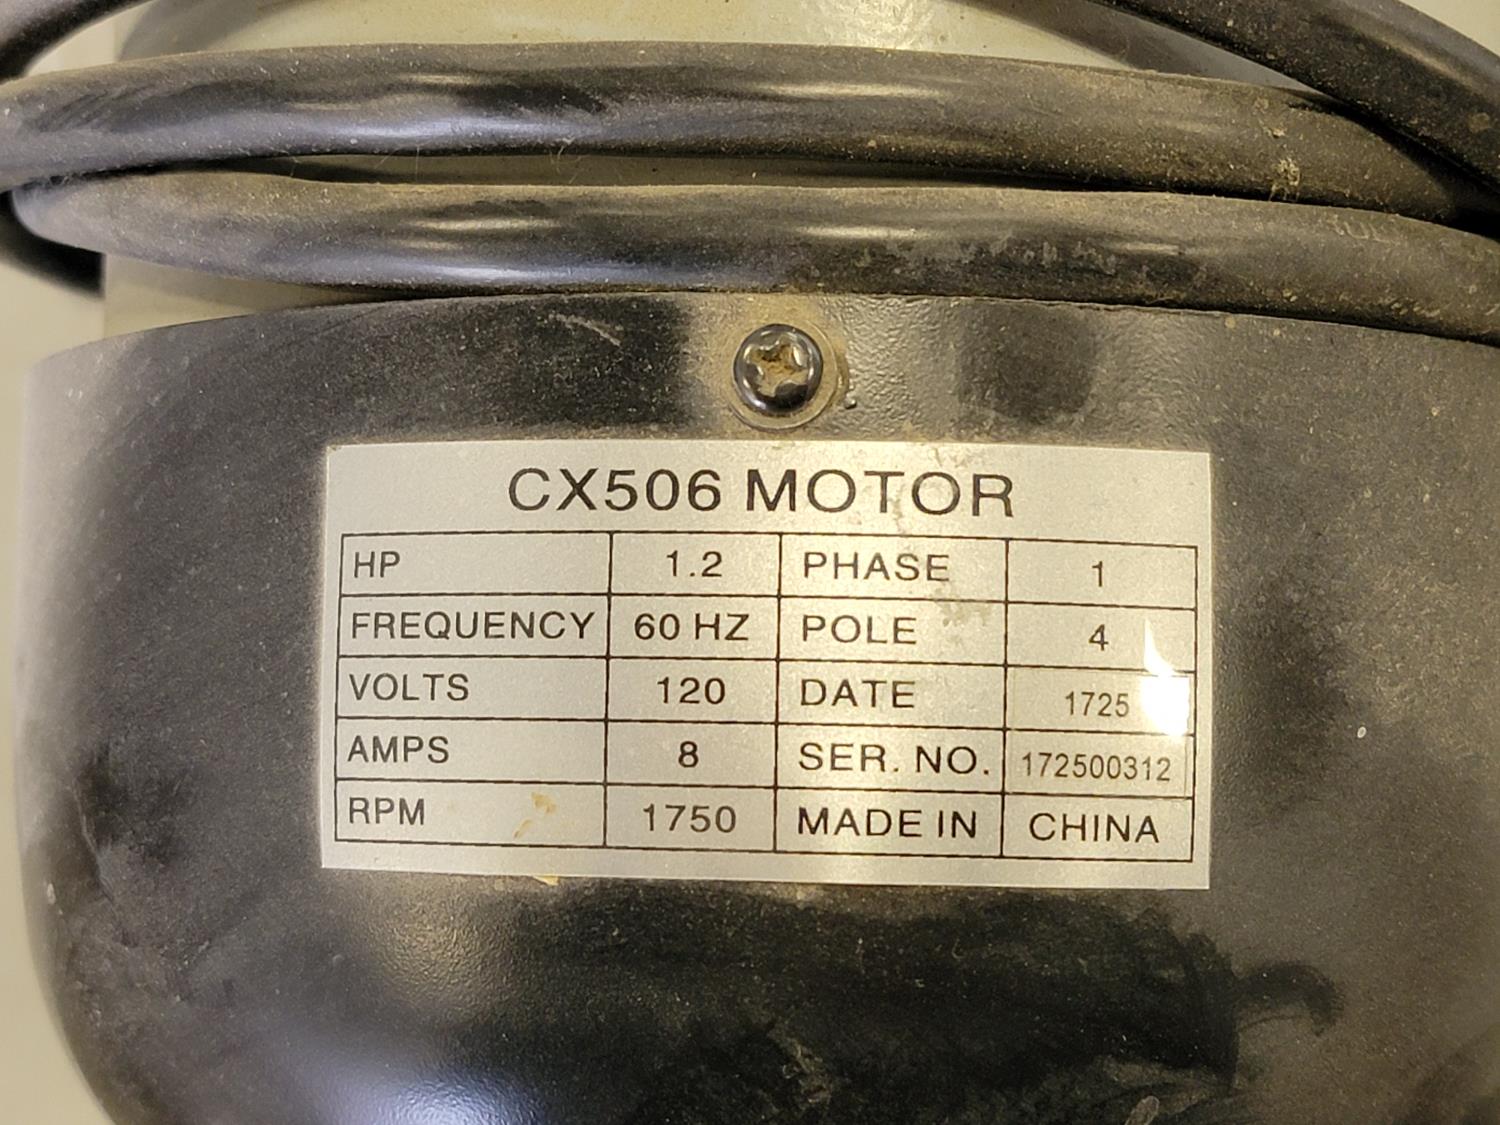 CX506 MOTOR
HP 1.2 PHASE 1
FREQUENCY 60 HZ POLE 4
VOLTS 120 DATE 1725
AMPS 8 SER. NO. 172500312
RPM 1750 MADE IN CHINA